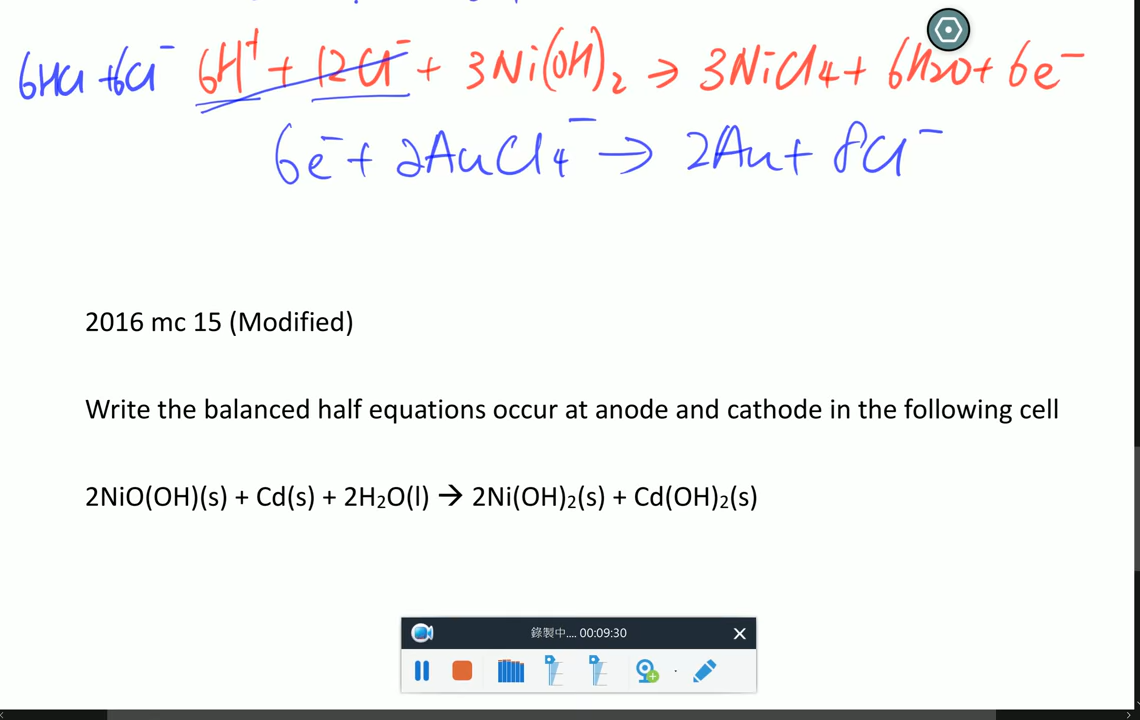 6HCl + 6Cl⁻ 6H⁺ + 12Cl⁻ + 3Ni(OH)₂ → 3NiCl₄ + 6H₂O + 6e⁻
6e⁻ + 2AuCl₄⁻ → 2Au + 8Cl⁻
2016 mc 15 (Modified)
Write the balanced half equations occur at anode and cathode in the following cell
2NiO(OH)(s) + Cd(s) + 2H₂O(l) → 2Ni(OH)₂(s) + Cd(OH)₂(s)
錄製中.... 00:09:30